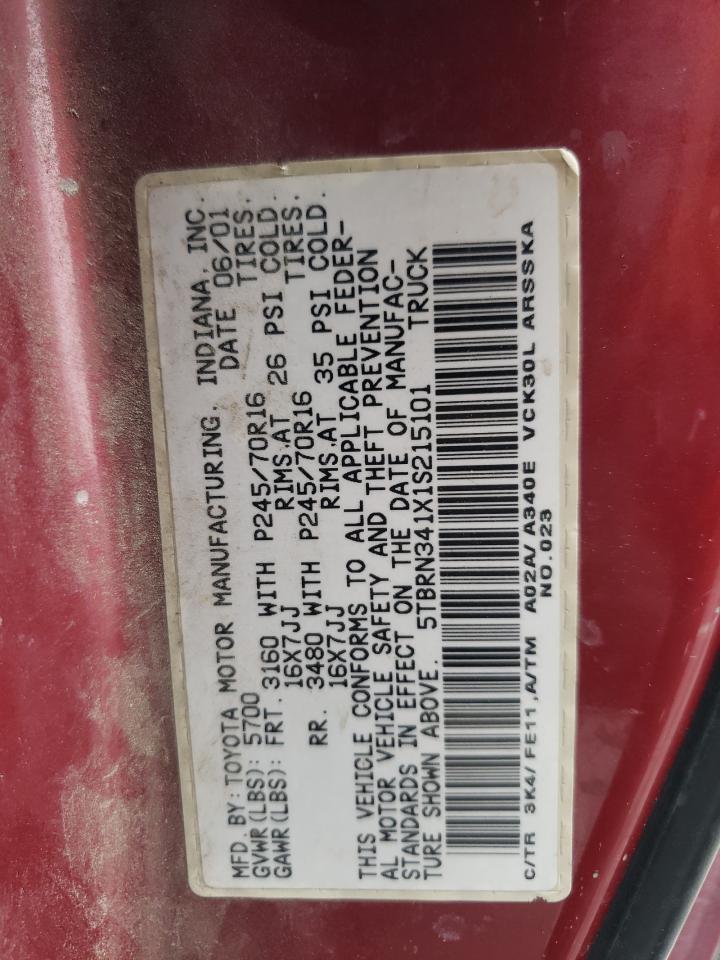 MFD. BY: TOYOTA MOTOR MANUFACTURING, INDIANA, INC.
GVWR(LBS): 5700 DATE 06/01
GAWR(LBS): FRT. 3160 WITH P245/70R16 TIRES.
16X7JJ RIMS.AT 26 PSI COLD.
RR. 3480 WITH P245/70R16 TIRES.
16X7JJ RIMS.AT 35 PSI COLD.
THIS VEHICLE CONFORMS TO ALL APPLICABLE FEDER-
AL MOTOR VEHICLE SAFETY AND THEFT PREVENTION
STANDARDS IN EFFECT ON THE DATE OF MANUFAC-
TURE SHOWN ABOVE. 5TBRN341X1S215101 TRUCK
C/TR 3K4/ FE11,A/TM A02A/A340E VCK30L ARSSKA
NO.023